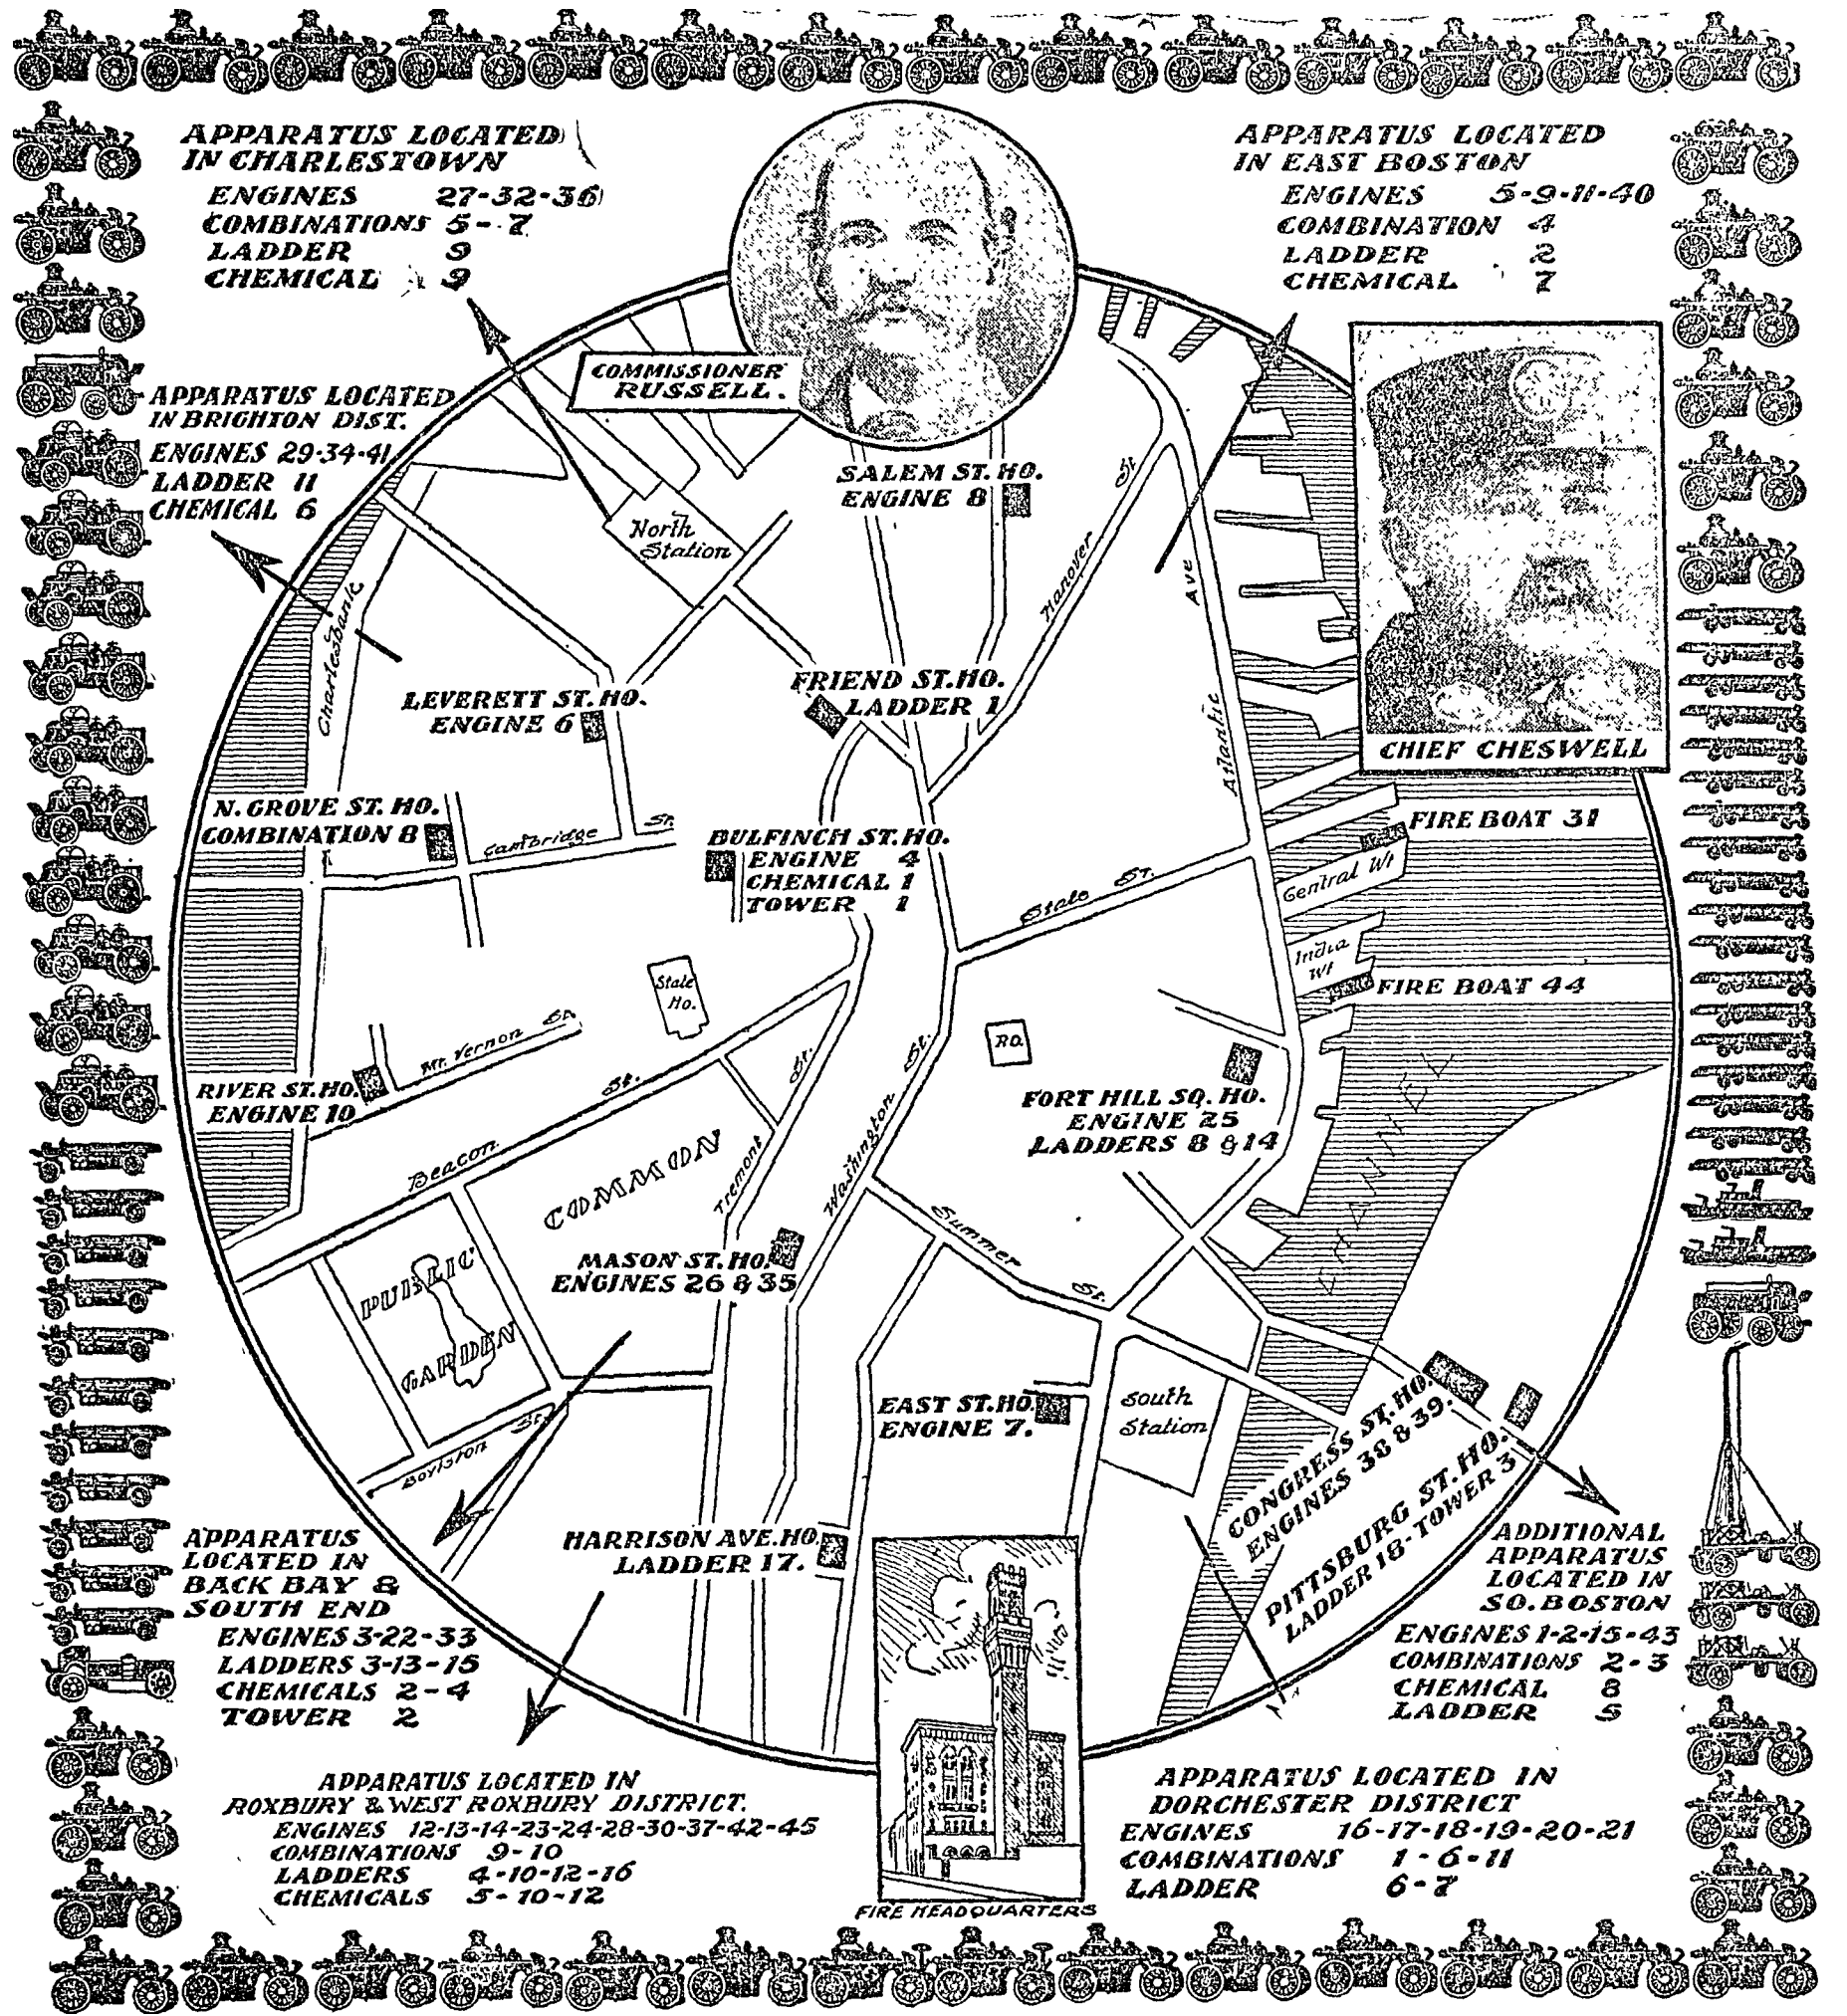 APPARATUS LOCATED
IN CHARLESTOWN
ENGINES 27-32-36
COMBINATIONS 5--7
LADDER 9
CHEMICAL 9
APPARATUS LOCATED
IN EAST BOSTON
ENGINES 5-9-11-40
COMBINATION 4
LADDER 2
CHEMICAL 7
COMMISSIONER
RUSSELL.
APPARATUS LOCATED
IN BRIGHTON DIST.
ENGINES 29-34-41
LADDER 11
CHEMICAL 6
CHIEF CHESWELL
SALEM ST. HO.
ENGINE 8
North
Station
Hanover St
Atlantic Ave
Charlesbank
LEVERETT ST. HO.
ENGINE 6
FRIEND ST. HO.
LADDER 1
N. GROVE ST. HO.
COMBINATION 8
Cambridge St.
BULFINCH ST. HO.
ENGINE 4
CHEMICAL 1
TOWER 1
FIRE BOAT 31
Central Wf
State St.
India
Wf
FIRE BOAT 44
State
Ho.
P.O.
Mt. Vernon St.
RIVER ST. HO.
ENGINE 10
FORT HILL SQ. HO.
ENGINE 25
LADDERS 8 & 14
Beacon St.
COMMON
Tremont St.
Washington St.
CHANNEL
Summer St.
MASON ST. HO.
ENGINES 26 & 35
PUBLIC
GARDEN
Boylston St.
EAST ST. HO.
ENGINE 7.
South
Station
CONGRESS ST. HO.
ENGINES 38 & 39.
PITTSBURG ST. HO.
LADDER 18-TOWER 3
HARRISON AVE. HO.
LADDER 17.
APPARATUS
LOCATED IN
BACK BAY &
SOUTH END
ENGINES 3-22-33
LADDERS 3-13-15
CHEMICALS 2-4
TOWER 2
ADDITIONAL
APPARATUS
LOCATED IN
SO. BOSTON
ENGINES 1-2-15-43
COMBINATIONS 2-3
CHEMICAL 8
LADDER 5
APPARATUS LOCATED IN
ROXBURY & WEST ROXBURY DISTRICT.
ENGINES 12-13-14-23-24-28-30-37-42-45
COMBINATIONS 9-10
LADDERS 4-10-12-16
CHEMICALS 5-10-12
APPARATUS LOCATED IN
DORCHESTER DISTRICT
ENGINES 16-17-18-19-20-21
COMBINATIONS 1-6-11
LADDER 6-7
FIRE HEADQUARTERS